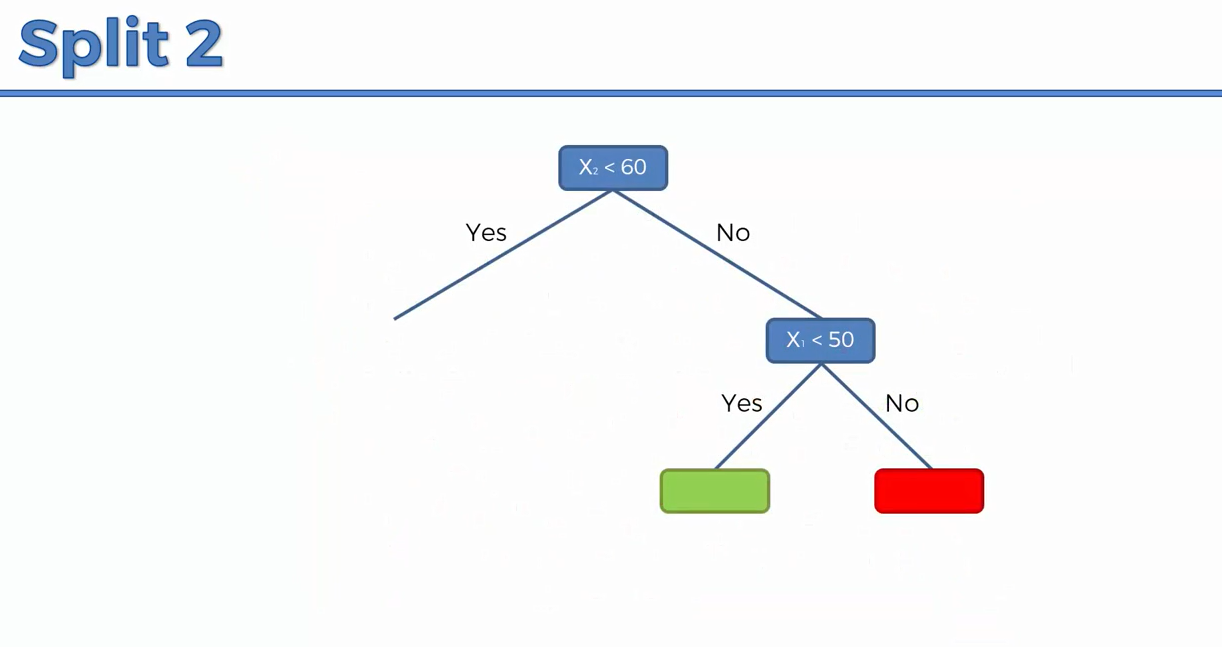 Split 2
X₂ < 60
Yes
No
X₁ < 50
Yes
No